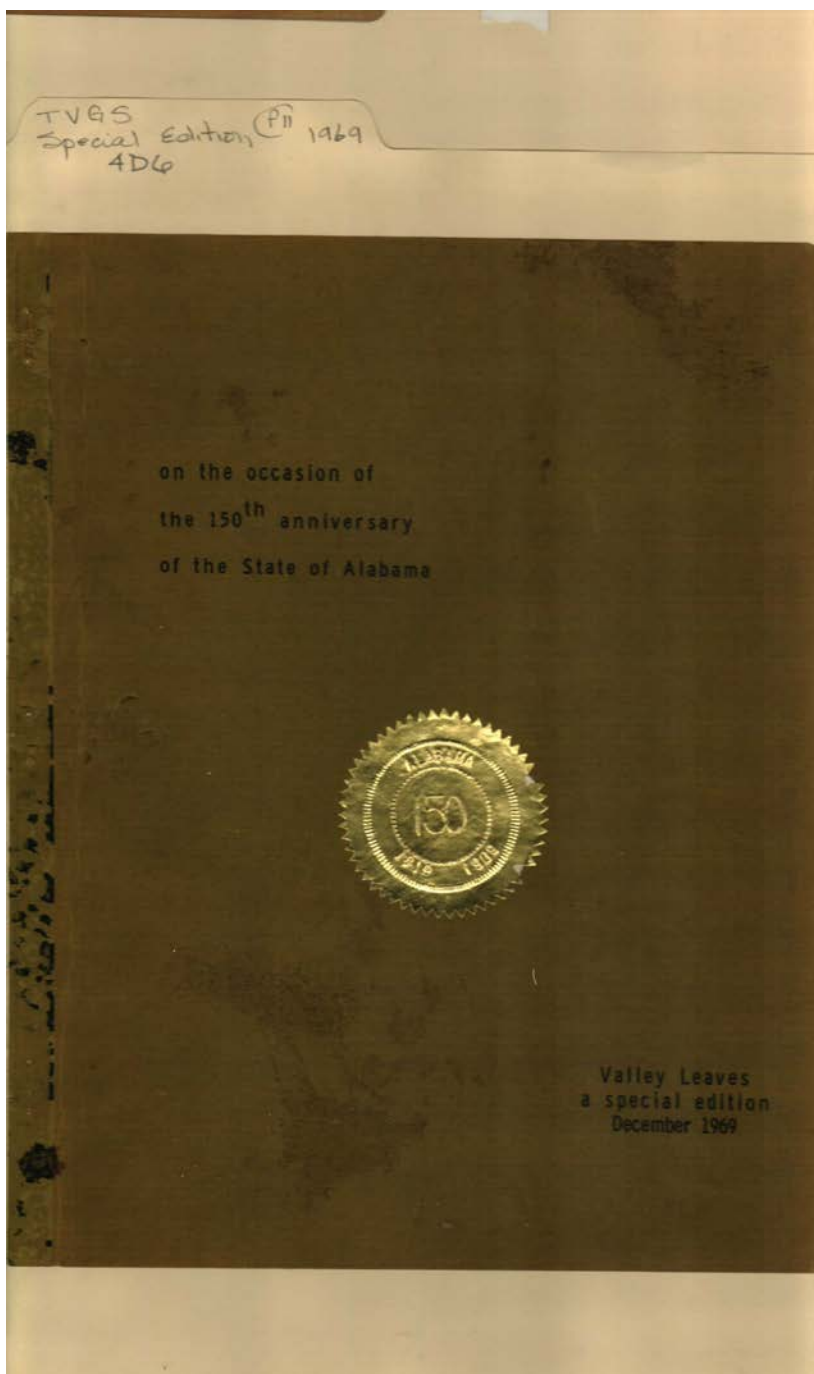 TVGS
Special Edition, 1969
4D6
on the occasion of
the 150th anniversary
of the State of Alabama
ALABAMA
150
1819 1969
Valley Leaves
a special edition
December 1969